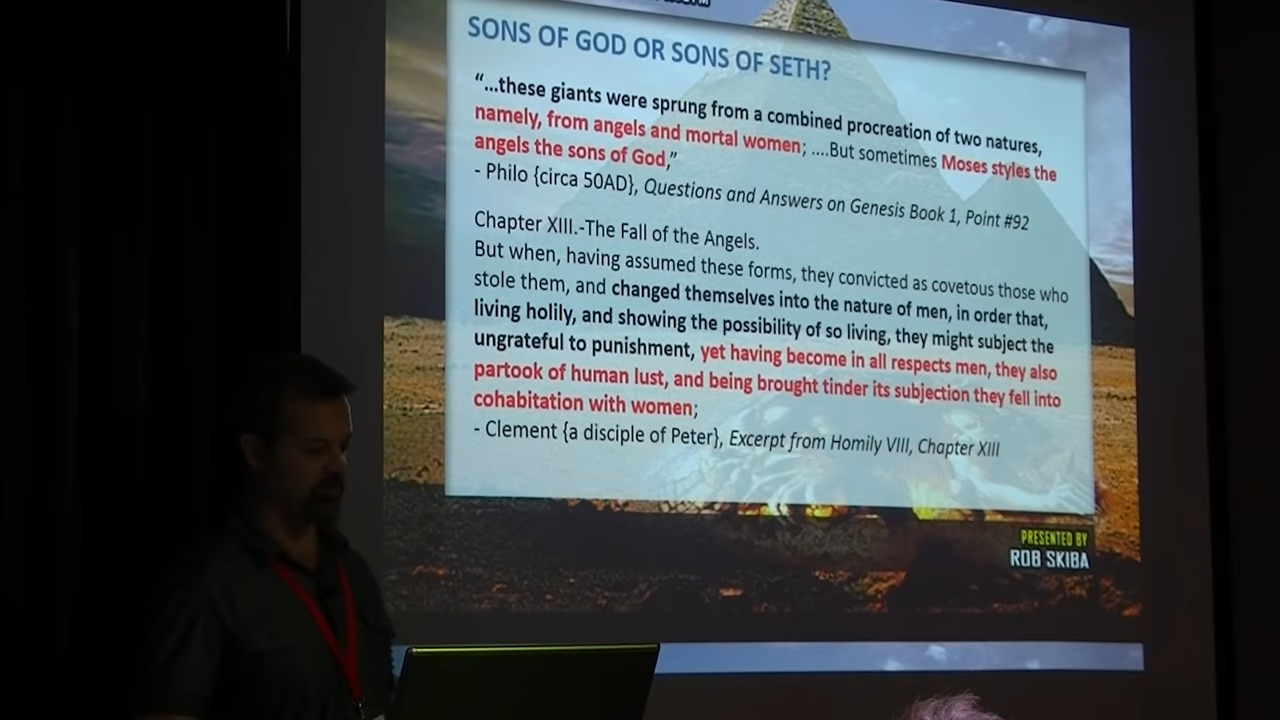 SONS OF GOD OR SONS OF SETH?
“...these giants were sprung from a combined procreation of two natures,
namely, from angels and mortal women; ....But sometimes Moses styles the
angels the sons of God,”
- Philo {circa 50AD}, Questions and Answers on Genesis Book 1, Point #92
Chapter XIII.-The Fall of the Angels.
But when, having assumed these forms, they convicted as covetous those who
stole them, and changed themselves into the nature of men, in order that,
living holily, and showing the possibility of so living, they might subject the
ungrateful to punishment, yet having become in all respects men, they also
partook of human lust, and being brought tinder its subjection they fell into
cohabitation with women;
- Clement {a disciple of Peter}, Excerpt from Homily VIII, Chapter XIII
PRESENTED BY
ROB SKIBA